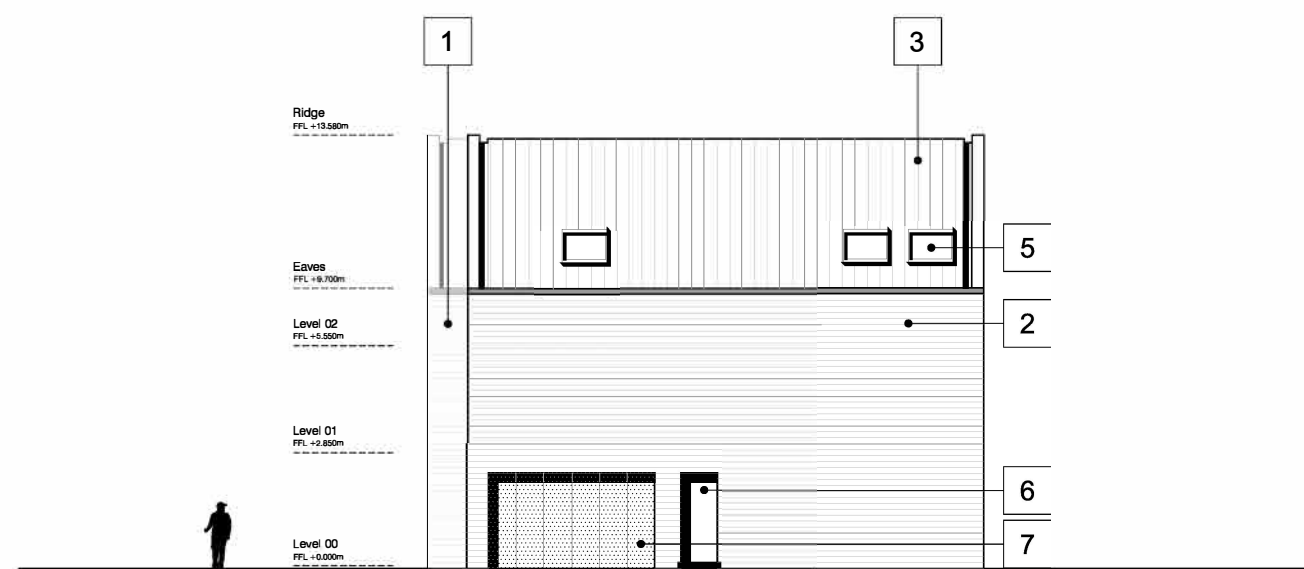 1
3
Ridge
FFL +13.580m
5
Eaves
FFL +9.700m
Level 02
FFL +5.550m
2
Level 01
FFL +2.850m
6
Level 00
FFL +0.000m
7